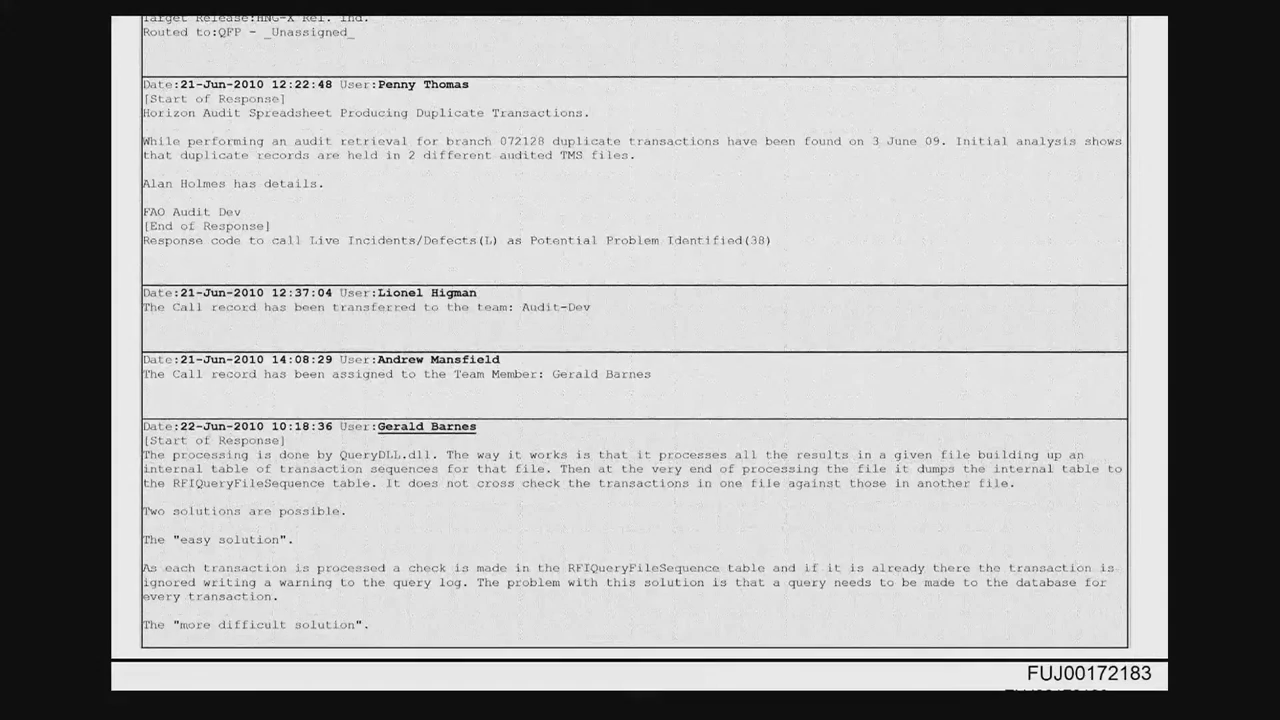 Target Release:HNG-X Rel. Ind.
Routed to:QFP - _Unassigned_
Date:21-Jun-2010 12:22:48 User:Penny Thomas
[Start of Response]
Horizon Audit Spreadsheet Producing Duplicate Transactions.
While performing an audit retrieval for branch 072128 duplicate transactions have been found on 3 June 09. Initial analysis shows
that duplicate records are held in 2 different audited TMS files.
Alan Holmes has details.
FAO Audit Dev
[End of Response]
Response code to call Live Incidents/Defects(L) as Potential Problem Identified(38)
Date:21-Jun-2010 12:37:04 User:Lionel Higman
The Call record has been transferred to the team: Audit-Dev
Date:21-Jun-2010 14:08:29 User:Andrew Mansfield
The Call record has been assigned to the Team Member: Gerald Barnes
Date:22-Jun-2010 10:18:36 User:Gerald Barnes
[Start of Response]
The processing is done by QueryDLL.dll. The way it works is that it processes all the results in a given file building up an
internal table of transaction sequences for that file. Then at the very end of processing the file it dumps the internal table to
the RFIQueryFileSequence table. It does not cross check the transactions in one file against those in another file.
Two solutions are possible.
The "easy solution".
As each transaction is processed a check is made in the RFIQueryFileSequence table and if it is already there the transaction is
ignored writing a warning to the query log. The problem with this solution is that a query needs to be made to the database for
every transaction.
The "more difficult solution".
FUJ00172183